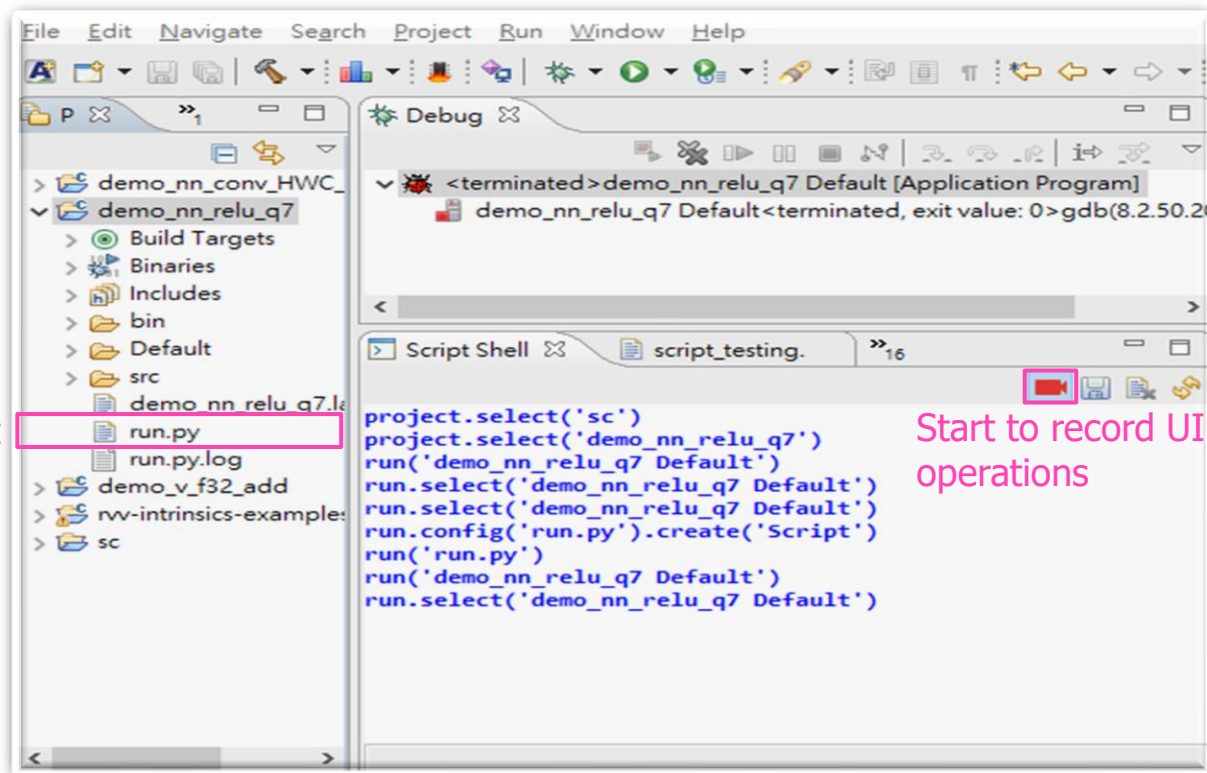 File Edit Navigate Search Project Run Window Help
P
»1
Debug
demo_nn_conv_HWC_
demo_nn_relu_q7
Build Targets
Binaries
Includes
bin
Default
src
demo_nn_relu_q7.la
run.py
run.py.log
demo_v_f32_add
rvv-intrinsics-examples
sc
<terminated>demo_nn_relu_q7 Default [Application Program]
demo_nn_relu_q7 Default<terminated, exit value: 0>gdb(8.2.50.20
Script Shell
script_testing.
»16
project.select('sc')
project.select('demo_nn_relu_q7')
run('demo_nn_relu_q7 Default')
run.select('demo_nn_relu_q7 Default')
run.select('demo_nn_relu_q7 Default')
run.config('run.py').create('Script')
run('run.py')
run('demo_nn_relu_q7 Default')
run.select('demo_nn_relu_q7 Default')
Start to record UI
operations